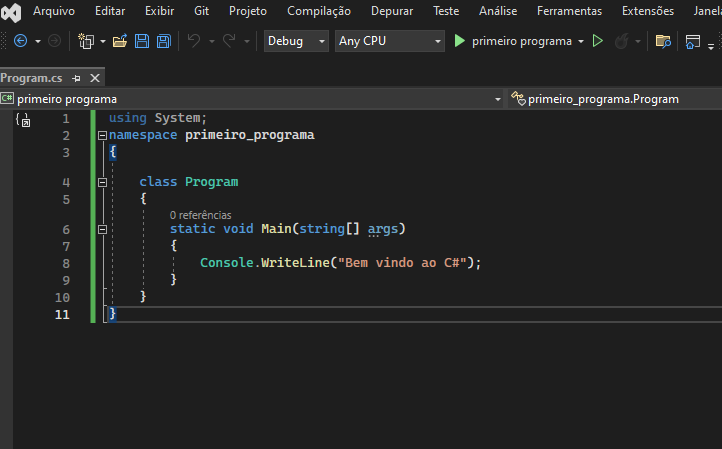 Arquivo Editar Exibir Git Projeto Compilação Depurar Teste Análise Ferramentas Extensões Janela
Debug Any CPU primeiro programa
Program.cs
C# primeiro programa primeiro_programa.Program
1 using System;
2 namespace primeiro_programa
3 {
4 class Program
5 {
0 referências
6 static void Main(string[] args)
7 {
8 Console.WriteLine("Bem vindo ao C#");
9 }
10 }
11 }